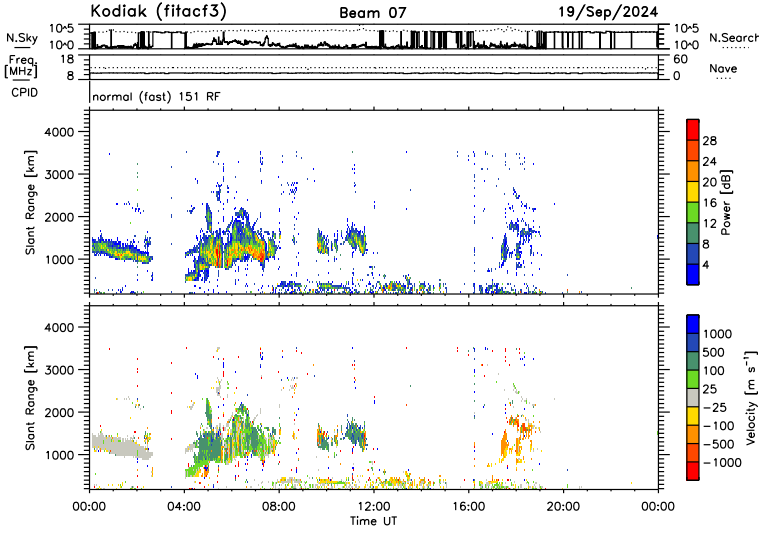 Kodiak (fitacf3) Beam 07 19/Sep/2024
N.Sky 10^5 10^0 10^5 10^0 N.Search
Freq. [MHz] 18 8 60 0 Nave
CPID normal (fast) 151 RF
Slant Range [km]
4000
3000
2000
1000
Power [dB]
28
24
20
16
12
8
4
Slant Range [km]
4000
3000
2000
1000
Velocity [m s⁻¹]
1000
500
100
25
-25
-100
-500
-1000
00:00 04:00 08:00 12:00 16:00 20:00 00:00
Time UT